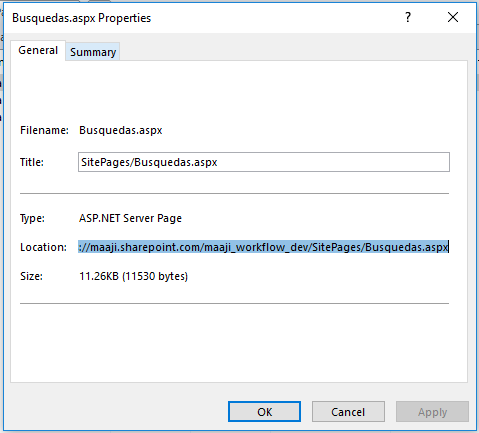 Busquedas.aspx Properties
?
General Summary
Filename: Busquedas.aspx
Title: SitePages/Busquedas.aspx
Type: ASP.NET Server Page
Location: ://maaji.sharepoint.com/maaji_workflow_dev/SitePages/Busquedas.aspx
Size: 11.26KB (11530 bytes)
OK Cancel Apply